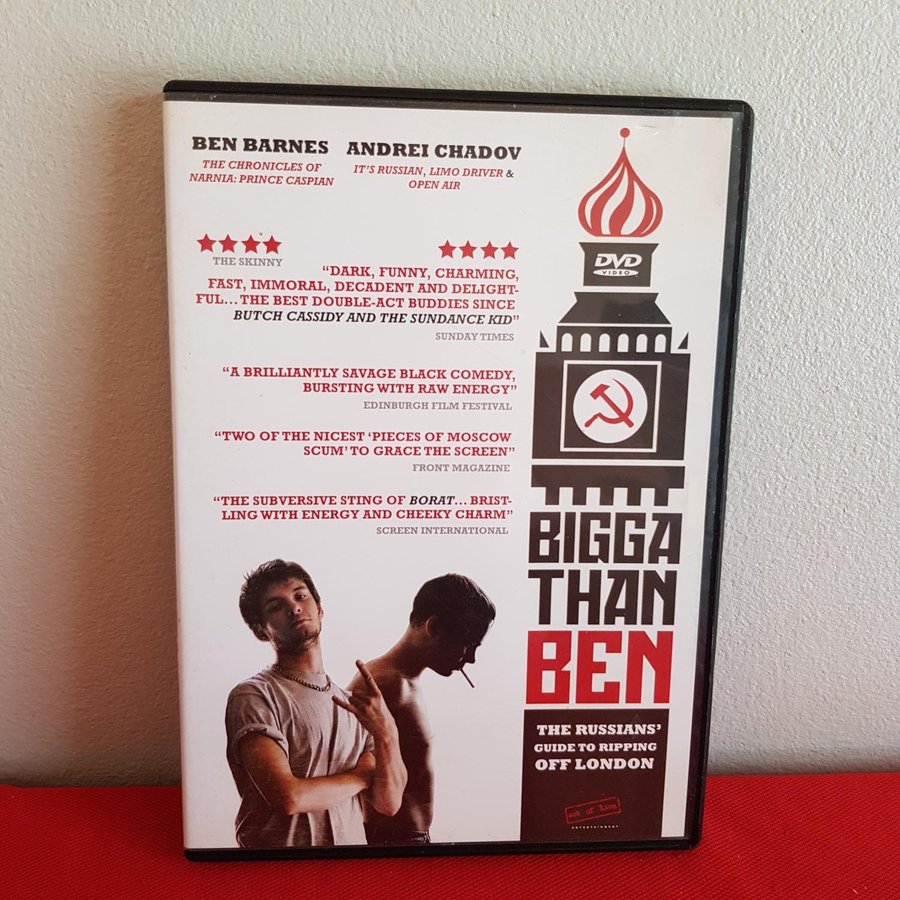 BEN BARNES
THE CHRONICLES OF
NARNIA: PRINCE CASPIAN
ANDREI CHADOV
IT'S RUSSIAN, LIMO DRIVER &
OPEN AIR
THE SKINNY
"DARK, FUNNY, CHARMING,
FAST, IMMORAL, DECADENT AND DELIGHT-
FUL... THE BEST DOUBLE-ACT BUDDIES SINCE
BUTCH CASSIDY AND THE SUNDANCE KID"
SUNDAY TIMES
"A BRILLIANTLY SAVAGE BLACK COMEDY,
BURSTING WITH RAW ENERGY"
EDINBURGH FILM FESTIVAL
"TWO OF THE NICEST 'PIECES OF MOSCOW
SCUM' TO GRACE THE SCREEN"
FRONT MAGAZINE
"THE SUBVERSIVE STING OF BORAT... BRIST-
LING WITH ENERGY AND CHEEKY CHARM"
SCREEN INTERNATIONAL
DVD
VIDEO
BIGGA
THAN
BEN
THE RUSSIANS'
GUIDE TO RIPPING
OFF LONDON
ENTERTAINMENT